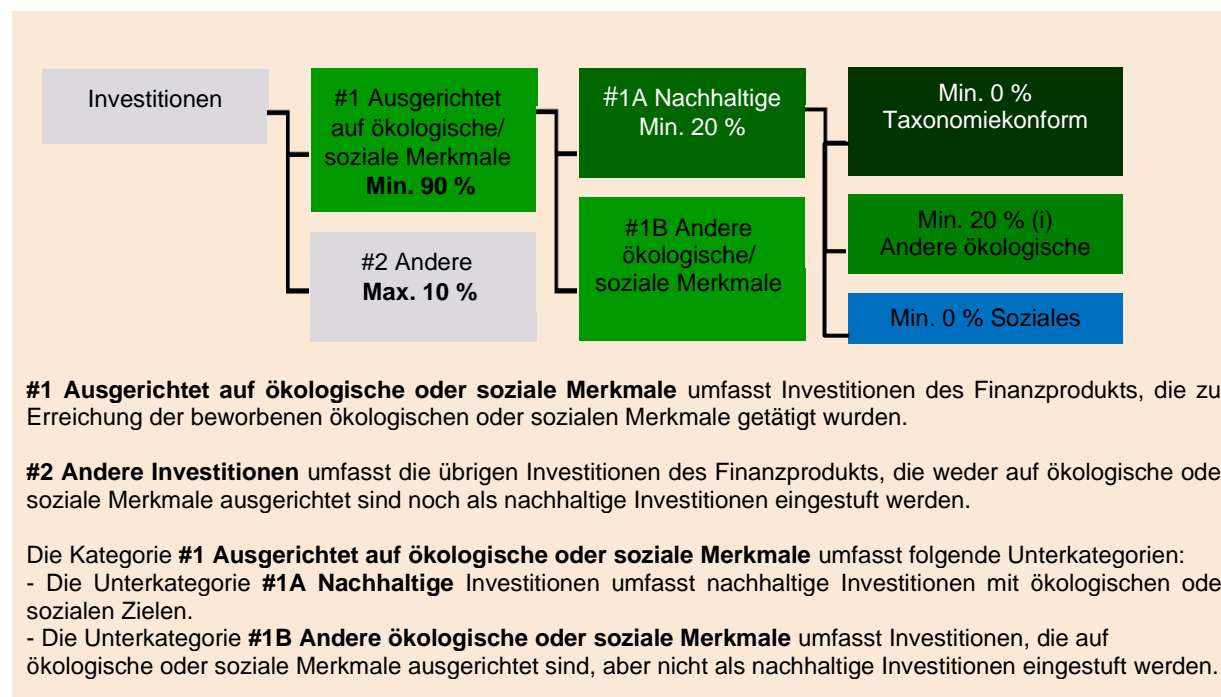 Investitionen
#1 Ausgerichtet
auf ökologische/
soziale Merkmale
Min. 90 %
#2 Andere
Max. 10 %
#1A Nachhaltige
Min. 20 %
#1B Andere
ökologische/
soziale Merkmale
Min. 0 %
Taxonomiekonform
Min. 20 % (i)
Andere ökologische
Min. 0 % Soziales
#1 Ausgerichtet auf ökologische oder soziale Merkmale umfasst Investitionen des Finanzprodukts, die zu
Erreichung der beworbenen ökologischen oder sozialen Merkmale getätigt wurden.
#2 Andere Investitionen umfasst die übrigen Investitionen des Finanzprodukts, die weder auf ökologische ode
soziale Merkmale ausgerichtet sind noch als nachhaltige Investitionen eingestuft werden.
Die Kategorie #1 Ausgerichtet auf ökologische oder soziale Merkmale umfasst folgende Unterkategorien:
- Die Unterkategorie #1A Nachhaltige Investitionen umfasst nachhaltige Investitionen mit ökologischen ode
sozialen Zielen.
- Die Unterkategorie #1B Andere ökologische oder soziale Merkmale umfasst Investitionen, die auf
ökologische oder soziale Merkmale ausgerichtet sind, aber nicht als nachhaltige Investitionen eingestuft werden.